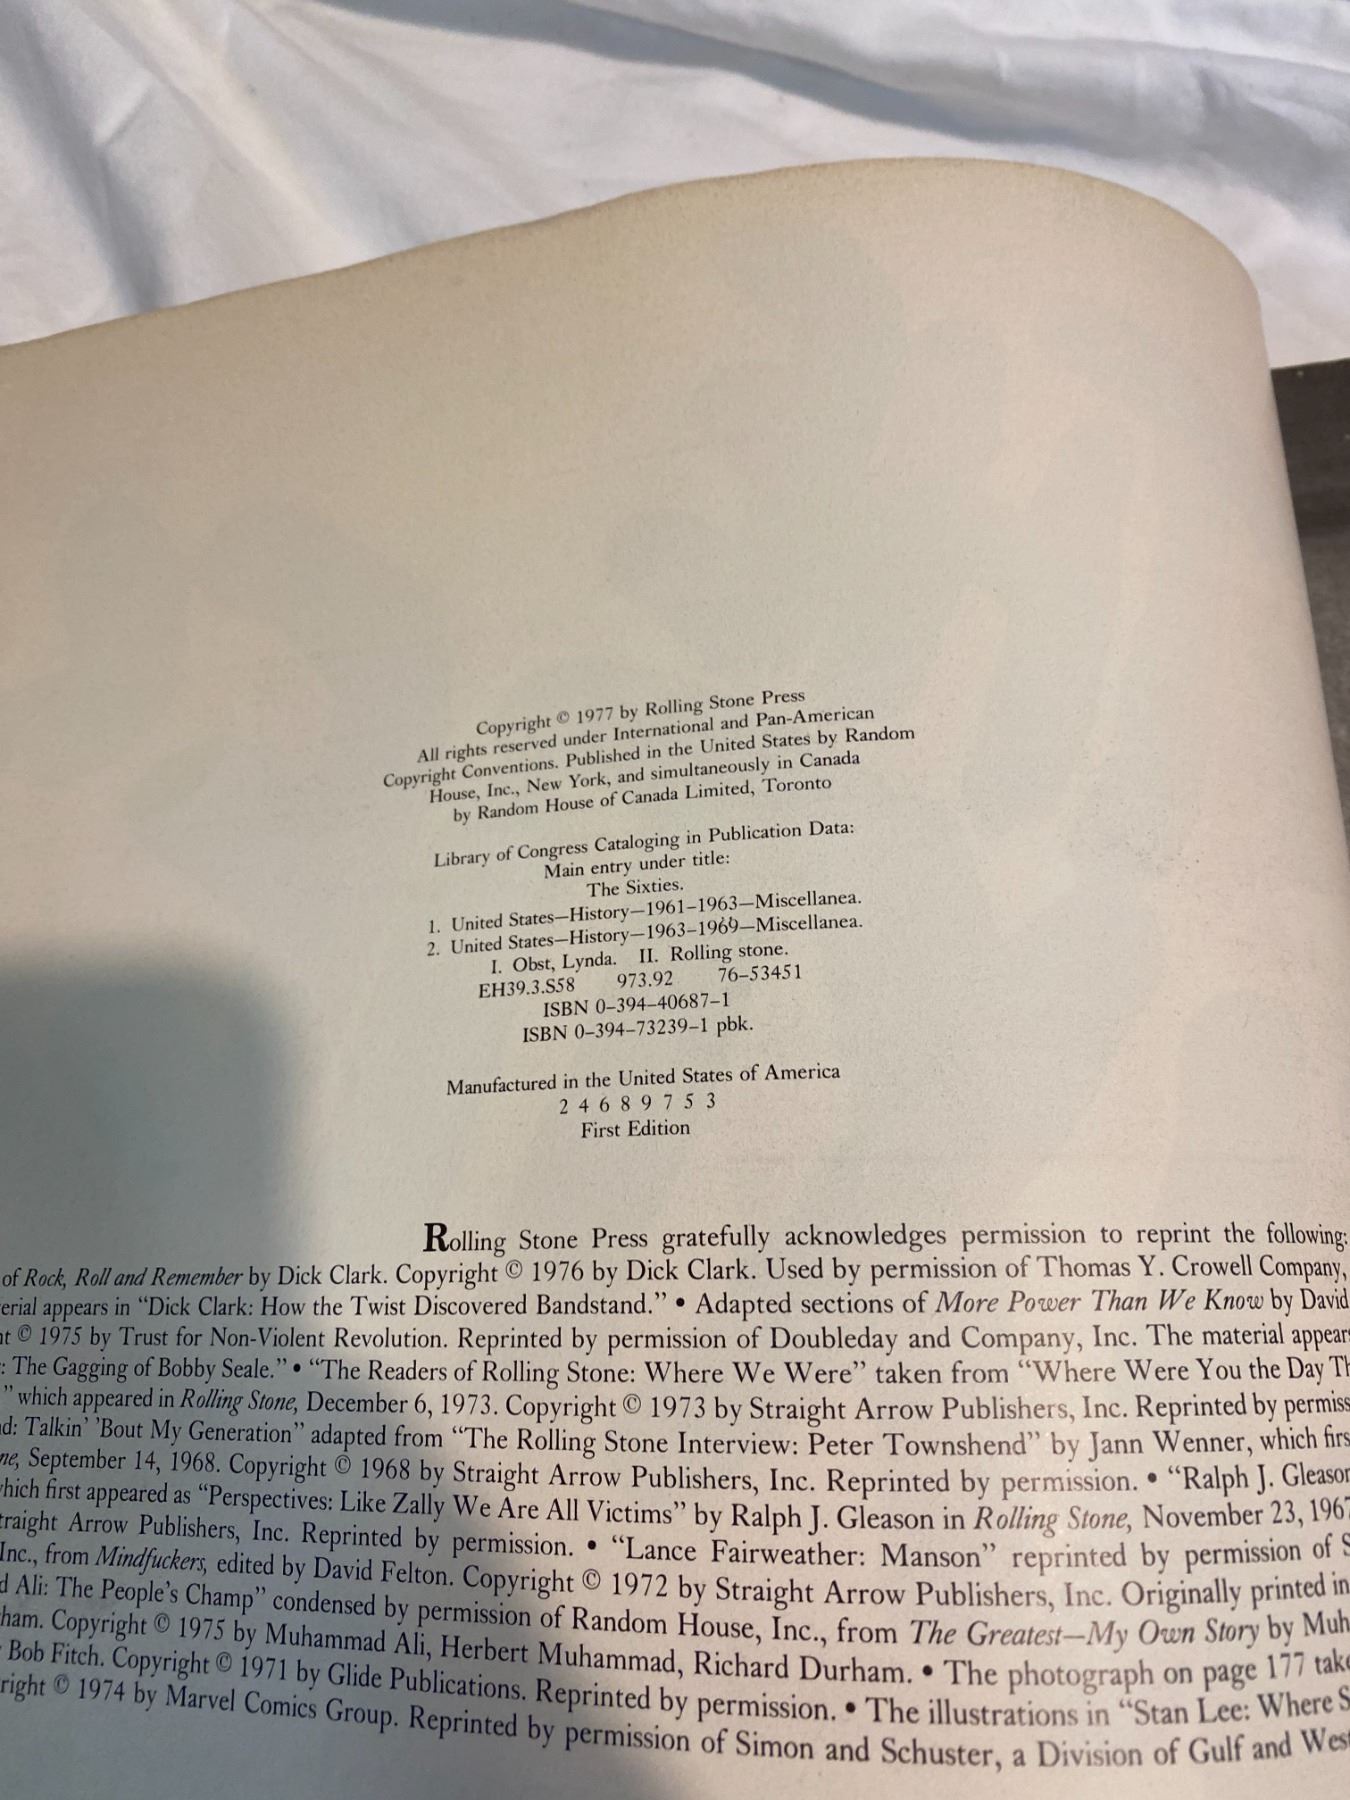 Copyright © 1977 by Rolling Stone Press
All rights reserved under International and Pan-American
Copyright Conventions. Published in the United States by Random
House, Inc., New York, and simultaneously in Canada
by Random House of Canada Limited, Toronto
Library of Congress Cataloging in Publication Data:
Main entry under title:
The Sixties.
1. United States—History—1961–1963—Miscellanea.
2. United States—History—1963–1969—Miscellanea.
I. Obst, Lynda. II. Rolling stone.
EH39.3.S58 973.92 76–53451
ISBN 0–394–40687–1
ISBN 0–394–73239–1 pbk.
Manufactured in the United States of America
2 4 6 8 9 7 5 3
First Edition
Rolling Stone Press gratefully acknowledges permission to reprint the following:
of Rock, Roll and Remember by Dick Clark. Copyright © 1976 by Dick Clark. Used by permission of Thomas Y. Crowell Company,
erial appears in “Dick Clark: How the Twist Discovered Bandstand.” • Adapted sections of More Power Than We Know by David
ht © 1975 by Trust for Non-Violent Revolution. Reprinted by permission of Doubleday and Company, Inc. The material appear
: The Gagging of Bobby Seale.” • “The Readers of Rolling Stone: Where We Were” taken from “Where Were You the Day Th
” which appeared in Rolling Stone, December 6, 1973. Copyright © 1973 by Straight Arrow Publishers, Inc. Reprinted by permiss
nd: Talkin’ ’Bout My Generation” adapted from “The Rolling Stone Interview: Peter Townshend” by Jann Wenner, which firs
ne, September 14, 1968. Copyright © 1968 by Straight Arrow Publishers, Inc. Reprinted by permission. • “Ralph J. Gleason
which first appeared as “Perspectives: Like Zally We Are All Victims” by Ralph J. Gleason in Rolling Stone, November 23, 1967
traight Arrow Publishers, Inc. Reprinted by permission. • “Lance Fairweather: Manson” reprinted by permission of S
Inc., from Mindfuckers, edited by David Felton. Copyright © 1972 by Straight Arrow Publishers, Inc. Originally printed in
d Ali: The People’s Champ” condensed by permission of Random House, Inc., from The Greatest—My Own Story by Muh
ham. Copyright © 1975 by Muhammad Ali, Herbert Muhammad, Richard Durham. • The photograph on page 177 take
Bob Fitch. Copyright © 1971 by Glide Publications. Reprinted by permission. • The illustrations in “Stan Lee: Where S
right © 1974 by Marvel Comics Group. Reprinted by permission of Simon and Schuster, a Division of Gulf and West